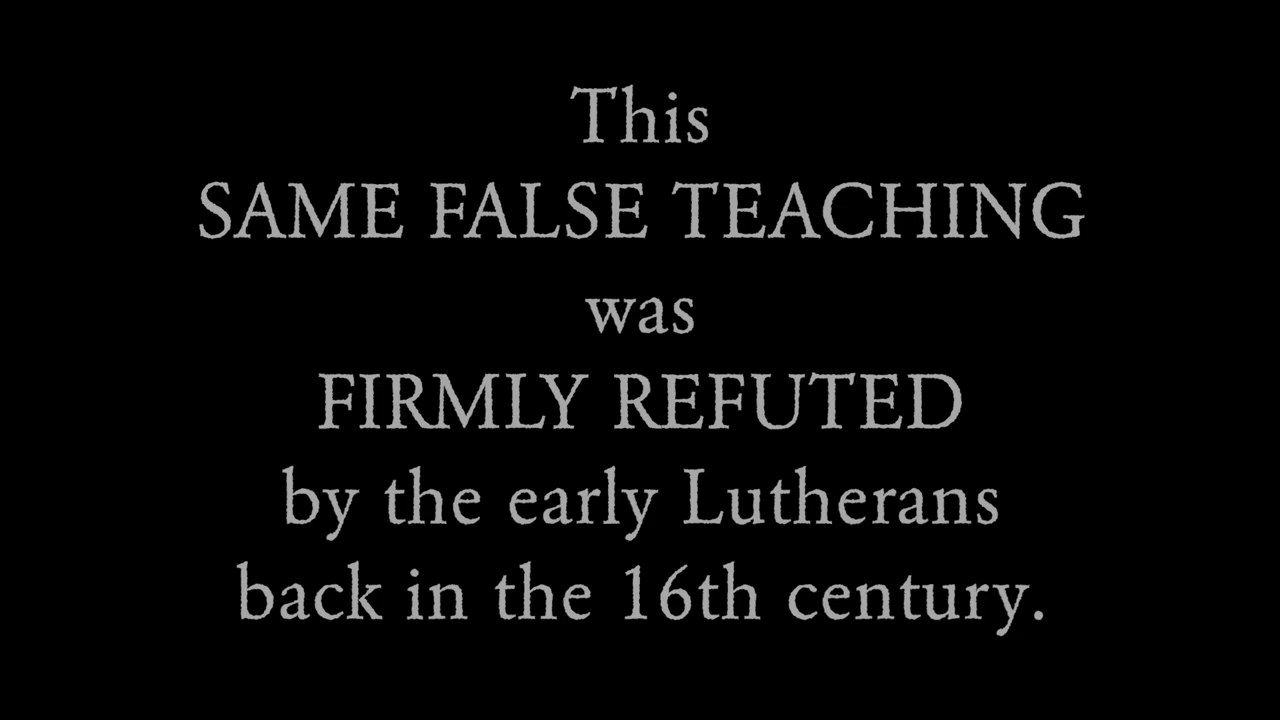 This
SAME FALSE TEACHING
was
FIRMLY REFUTED
by the early Lutherans
back in the 16th century.